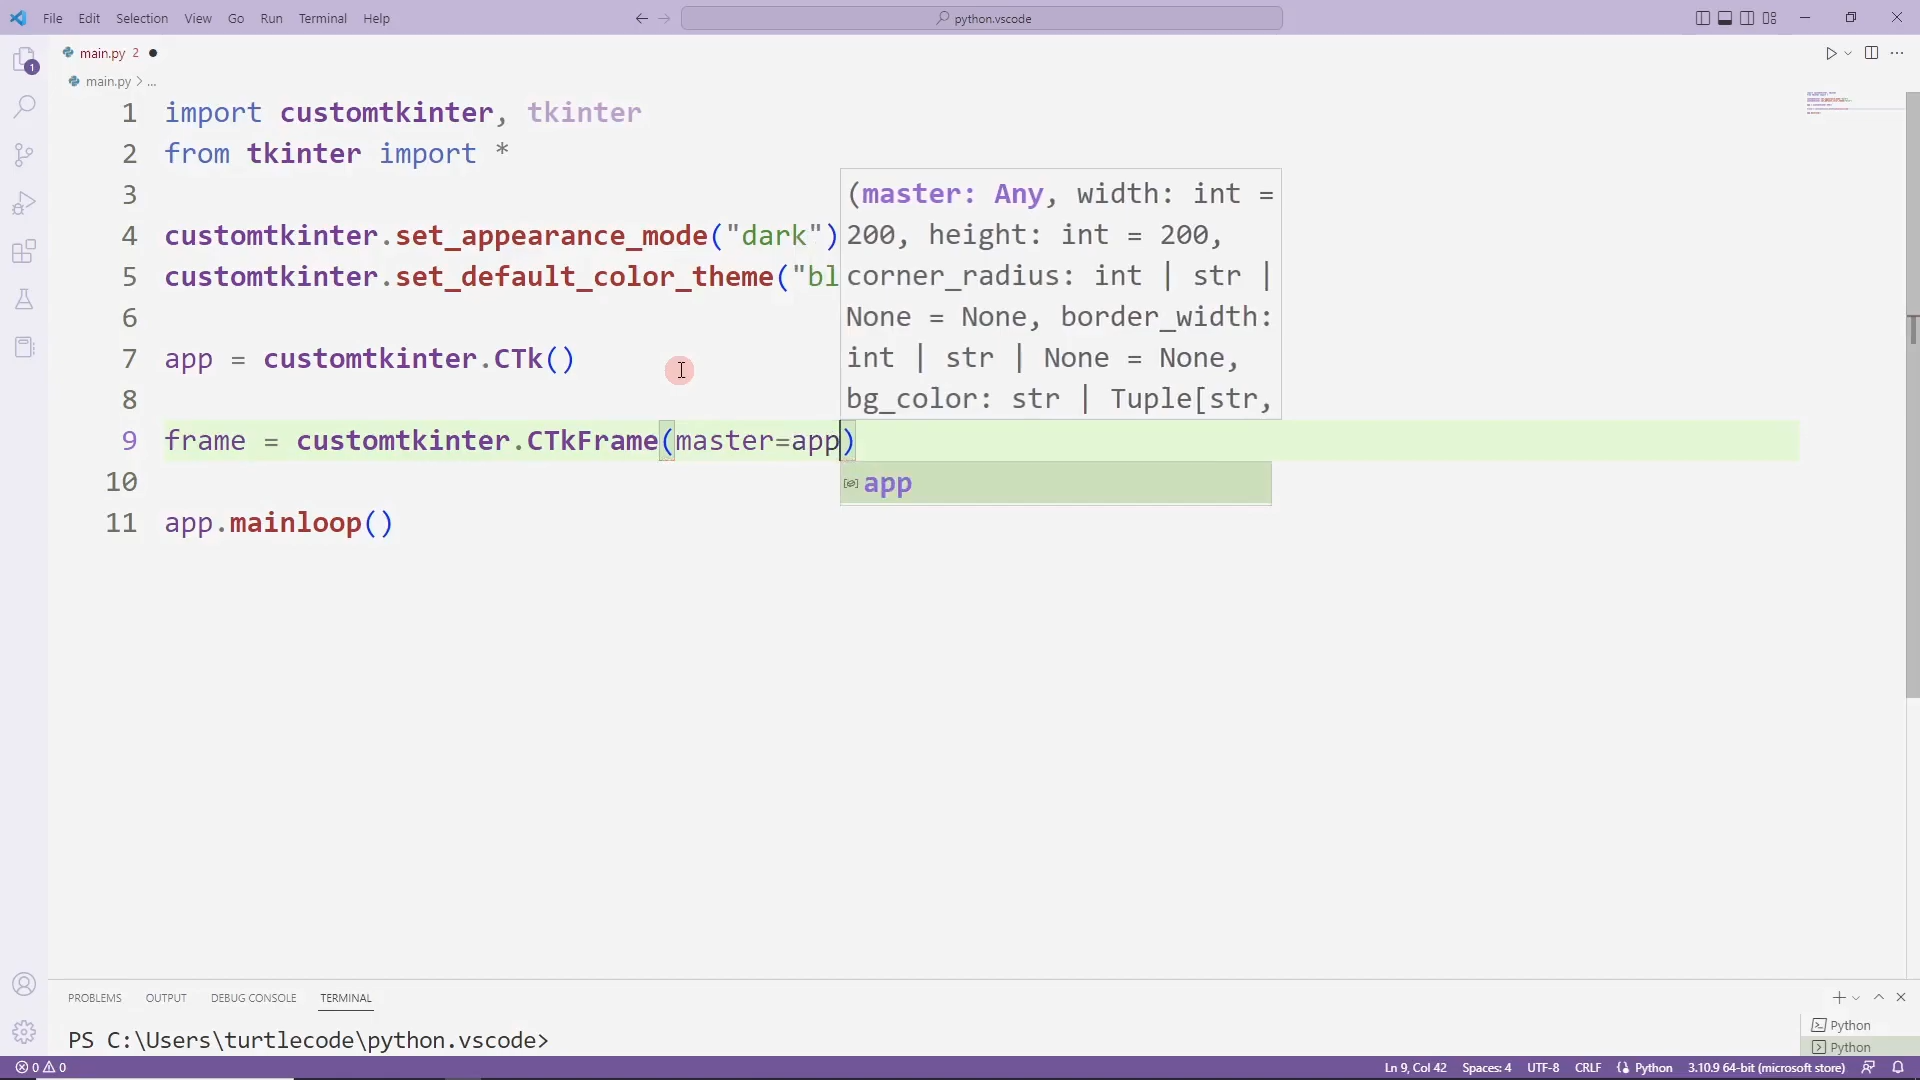 File Edit Selection View Go Run Terminal Help
python.vscode
main.py 2
1
main.py > ...
1 import customtkinter, tkinter
2 from tkinter import *
3
4 customtkinter.set_appearance_mode("dark")
5 customtkinter.set_default_color_theme("bl
6
7 app = customtkinter.CTk()
8
9 frame = customtkinter.CTkFrame(master=app)
10
11 app.mainloop()
(master: Any, width: int =
200, height: int = 200,
corner_radius: int | str |
None = None, border_width:
int | str | None = None,
bg_color: str | Tuple[str,
app
PROBLEMS OUTPUT DEBUG CONSOLE TERMINAL
PS C:\Users\turtlecode\python.vscode>
Python
Python
0 0 Ln 9, Col 42 Spaces: 4 UTF-8 CRLF Python 3.10.9 64-bit (microsoft store)